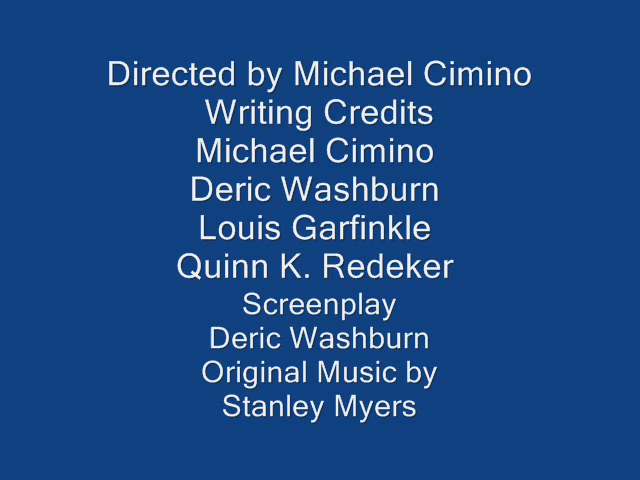 Directed by Michael Cimino
Writing Credits
Michael Cimino
Deric Washburn
Louis Garfinkle
Quinn K. Redeker
Screenplay
Deric Washburn
Original Music by
Stanley Myers